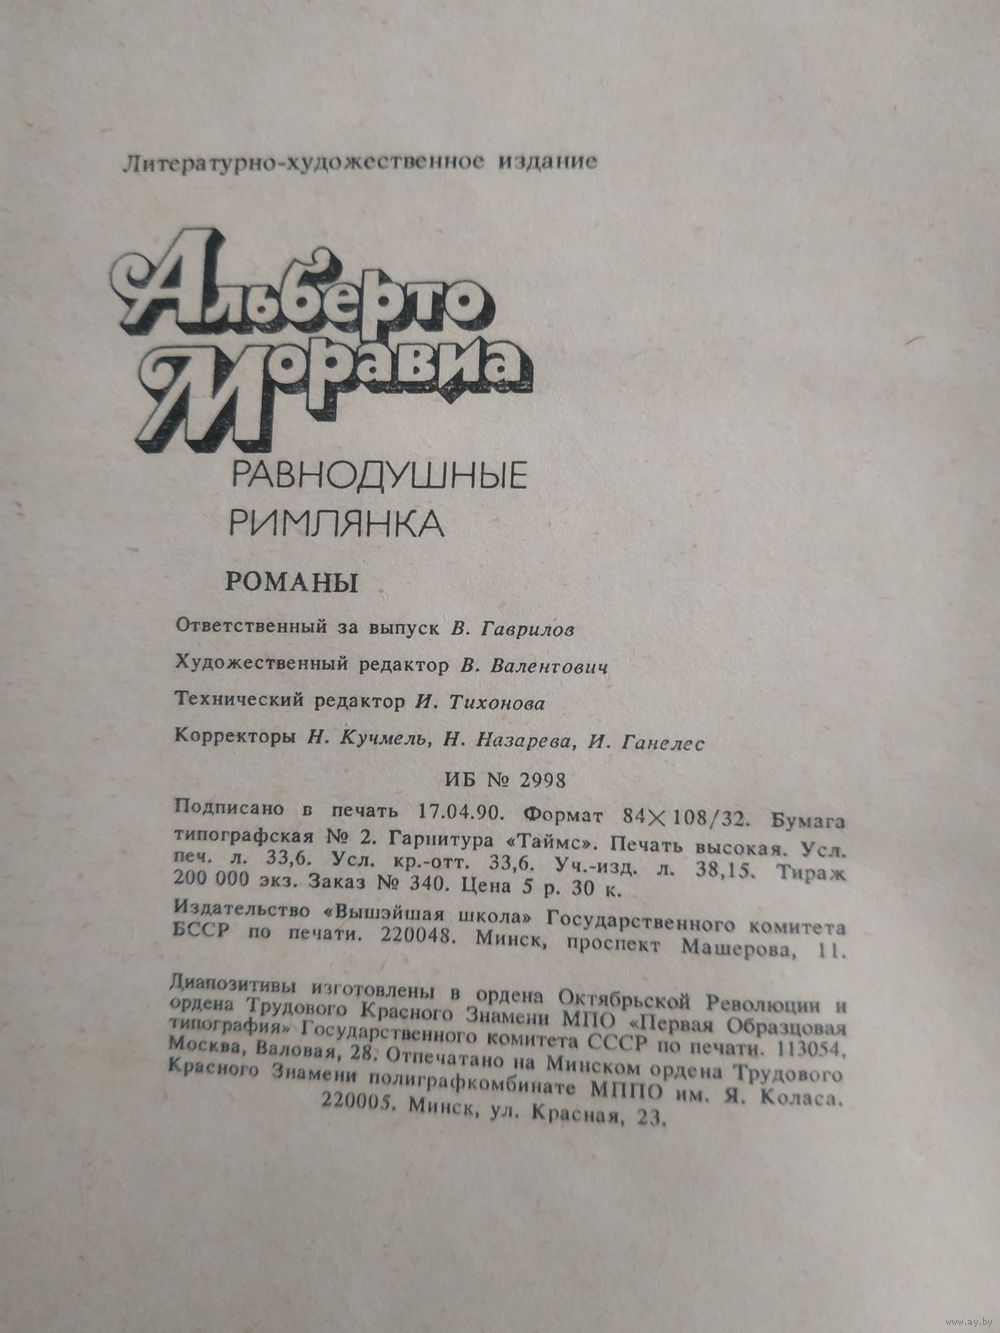 Литературно-художественное издание
Альберто
Моравиа
РАВНОДУШНЫЕ
РИМЛЯНКА
РОМАНЫ
Ответственный за выпуск В. Гаврилов
Художественный редактор В. Валентович
Технический редактор И. Тихонова
Корректоры Н. Кучмель, Н. Назарева, И. Ганелес
ИБ № 2998
Подписано в печать 17.04.90. Формат 84×108/32. Бумага
типографская № 2. Гарнитура «Таймс». Печать высокая. Усл.
печ. л. 33,6. Усл. кр.-отт. 33,6. Уч.-изд. л. 38,15. Тираж
200 000 экз. Заказ № 340. Цена 5 р. 30 к.
Издательство «Вышэйшая школа» Государственного комитета
БССР по печати. 220048. Минск, проспект Машерова, 11.
Диапозитивы изготовлены в ордена Октябрьской Революции и
ордена Трудового Красного Знамени МПО «Первая Образцовая
типография» Государственного комитета СССР по печати. 113054.
Москва, Валовая, 28. Отпечатано на Минском ордена Трудового
Красного Знамени полиграфкомбинате МППО им. Я. Коласа.
220005. Минск, ул. Красная, 23.
www.ay.by